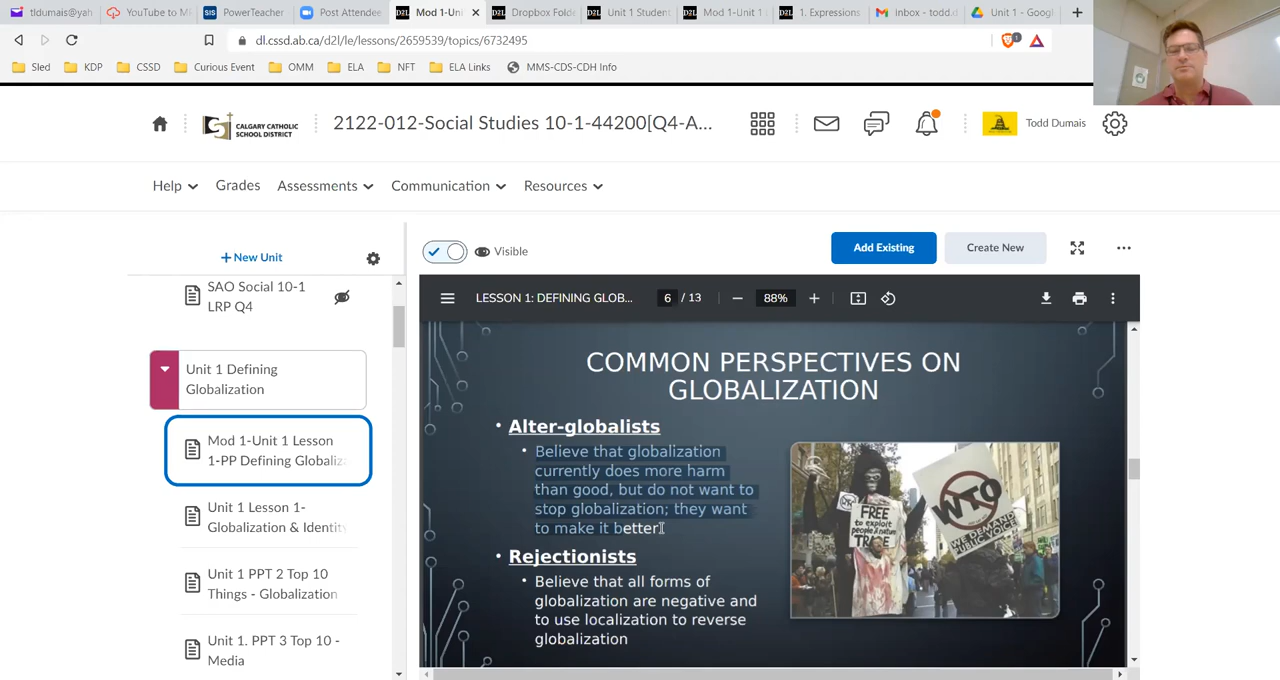 tldumais@yah
YouTube to M
PowerTeacher
Post Attendee
Mod 1-Uni
Dropbox Folde
Unit 1 Student
Mod 1-Unit 1
1. Expressions
Inbox - todd.d
Unit 1 - Googl
dl.cssd.ab.ca/d2l/le/lessons/2659539/topics/6732495
Sled KDP CSSD Curious Event OMM ELA NFT ELA Links MMS-CDS-CDH Info
CALGARY CATHOLIC
SCHOOL DISTRICT
2122-012-Social Studies 10-1-44200[Q4-A...
Todd Dumais
Help Grades Assessments Communication Resources
+ New Unit
SAO Social 10-1
LRP Q4
Unit 1 Defining
Globalization
Mod 1-Unit 1 Lesson
1-PP Defining Globaliza
Unit 1 Lesson 1-
Globalization & Identity
Unit 1 PPT 2 Top 10
Things - Globalization
Unit 1. PPT 3 Top 10 -
Media
Visible
Add Existing
Create New
LESSON 1: DEFINING GLOB...
6 / 13
88%
COMMON PERSPECTIVES ON
GLOBALIZATION
• Alter-globalists
• Believe that globalization
currently does more harm
than good, but do not want to
stop globalization; they want
to make it better
• Rejectionists
• Believe that all forms of
globalization are negative and
to use localization to reverse
globalization
FREE
to exploit
people & nature
TRADE
WTO
WE DEMAND
PUBLIC VOICE